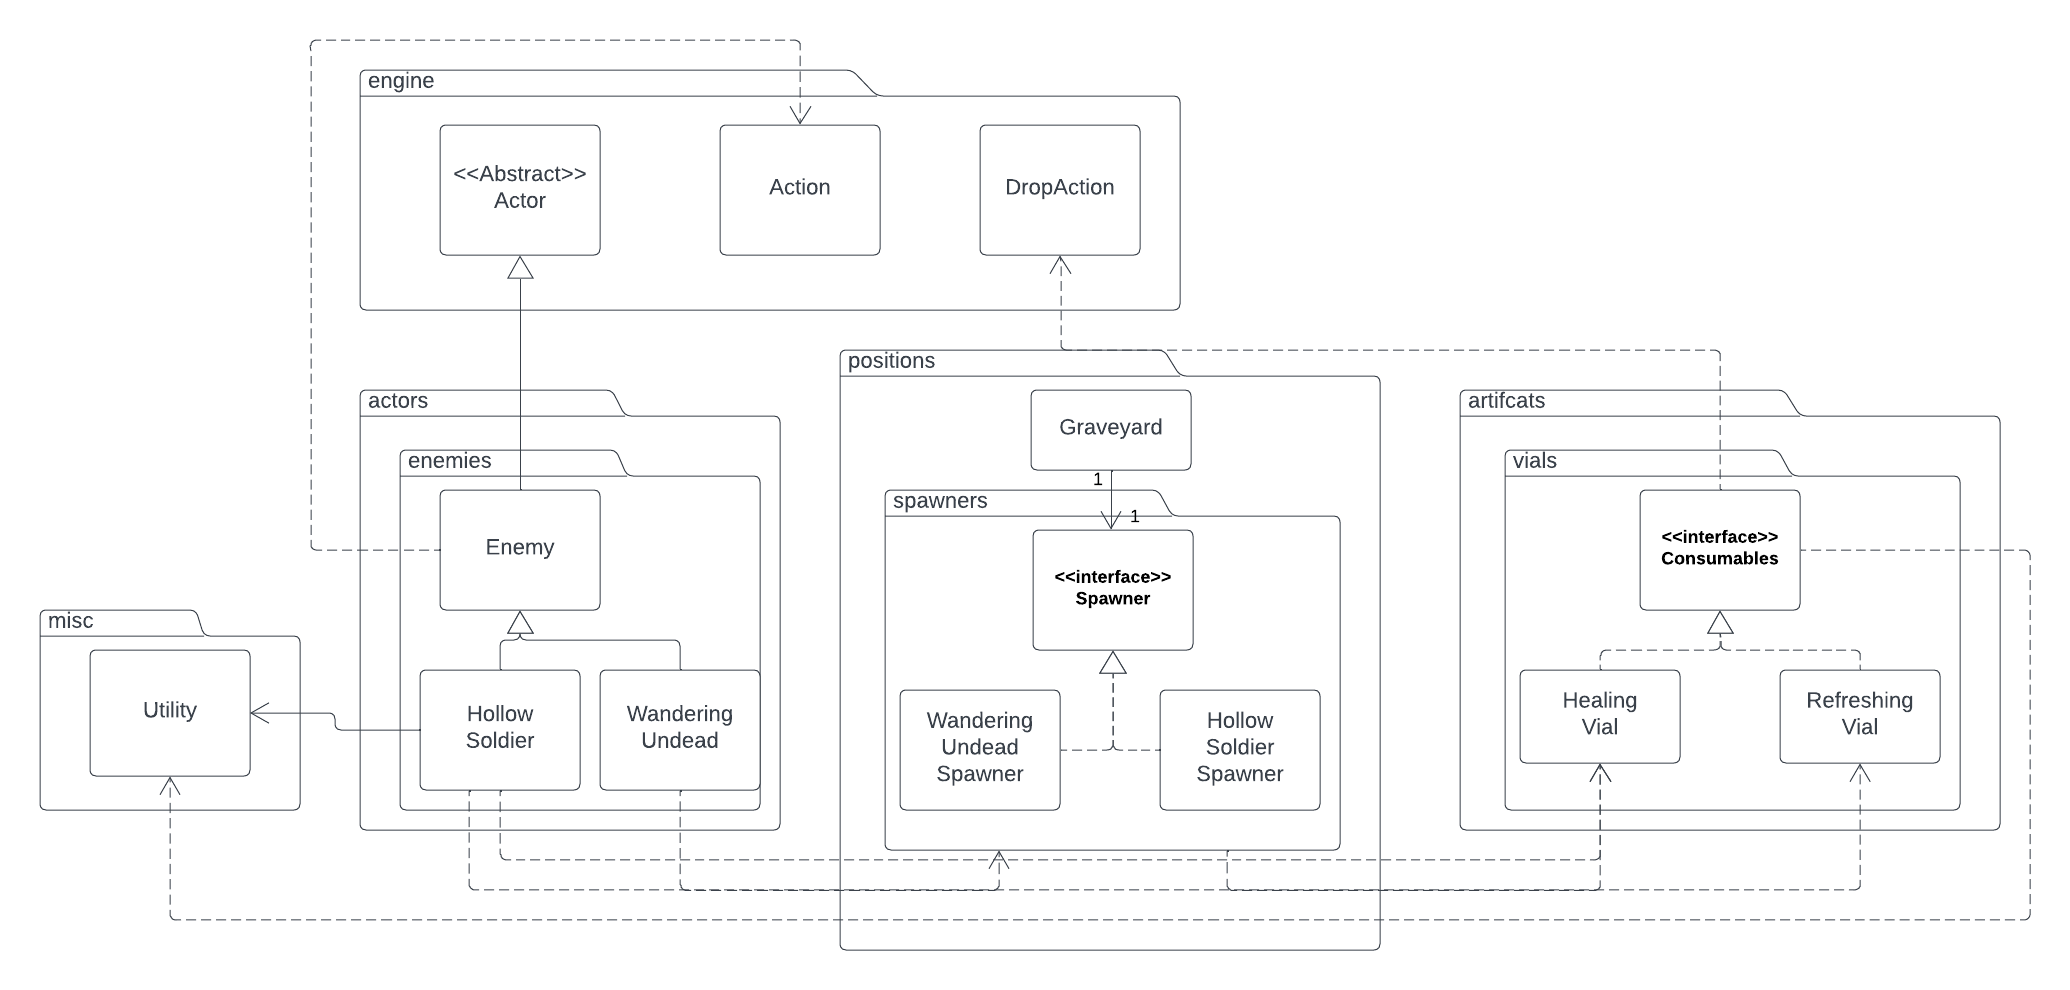 engine
<<Abstract>>
Actor
Action
DropAction
positions
actors
artifcats
Graveyard
enemies
vials
1
spawners
1
Enemy
<<interface>>
Consumables
<<interface>>
Spawner
misc
Utility
Hollow
Soldier
Wandering
Undead
Wandering
Undead
Spawner
Hollow
Soldier
Spawner
Healing
Vial
Refreshing
Vial